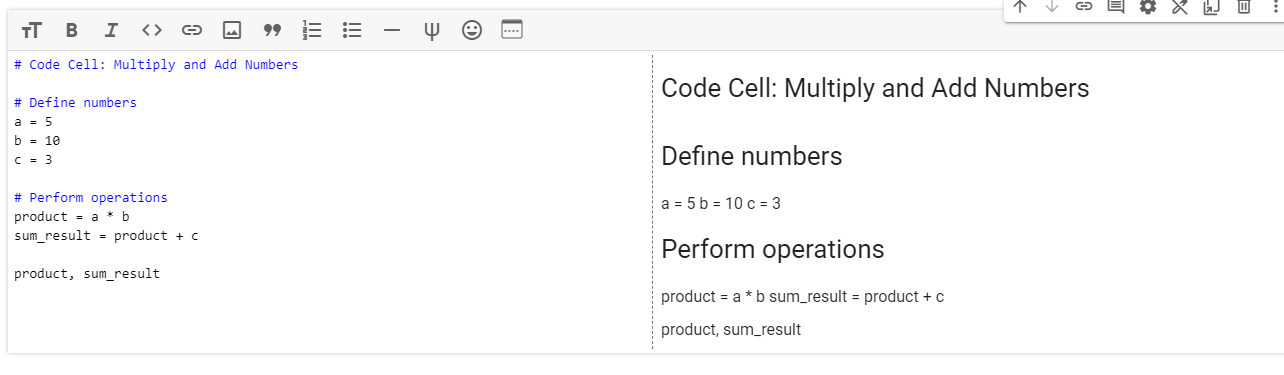 # Code Cell: Multiply and Add Numbers
# Define numbers
a = 5
b = 10
c = 3
# Perform operations
product = a * b
sum_result = product + c
product, sum_result
Code Cell: Multiply and Add Numbers
Define numbers
a = 5 b = 10 c = 3
Perform operations
product = a * b sum_result = product + c
product, sum_result